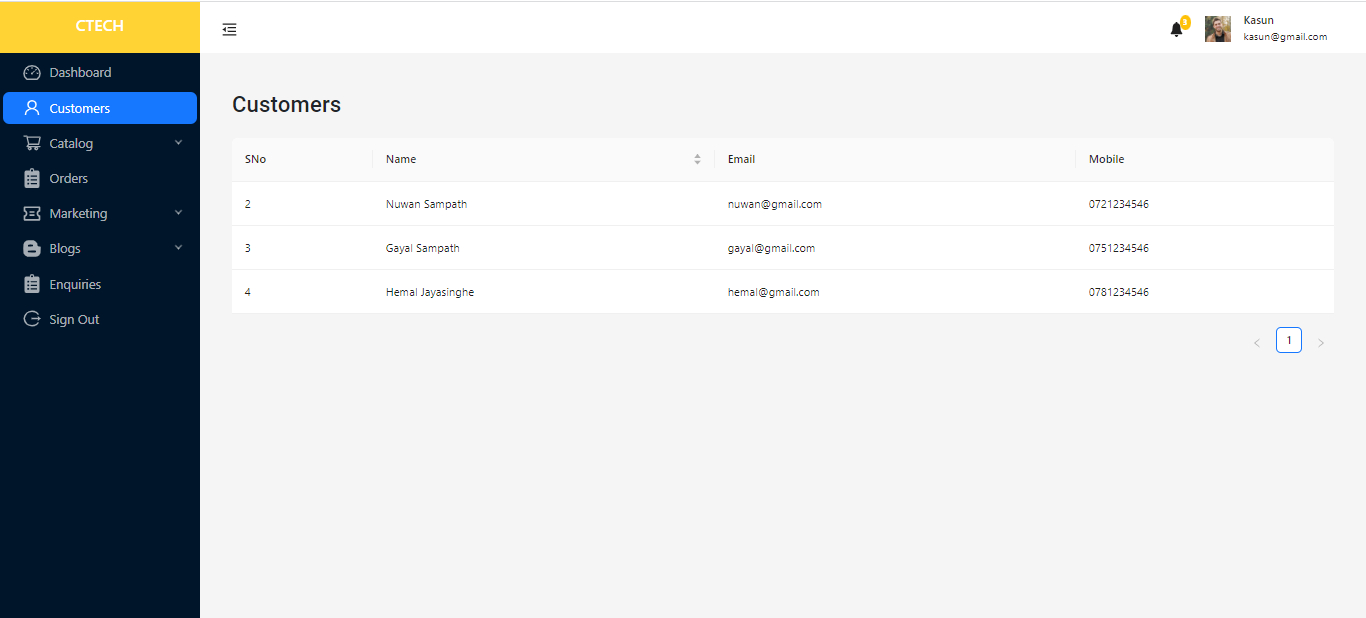 CTECH
3
Kasun
kasun@gmail.com
Dashboard
Customers
Catalog
Orders
Marketing
Blogs
Enquiries
Sign Out
Customers
SNo Name Email Mobile
2 Nuwan Sampath nuwan@gmail.com 0721234546
3 Gayal Sampath gayal@gmail.com 0751234546
4 Hemal Jayasinghe hemal@gmail.com 0781234546
< 1 >